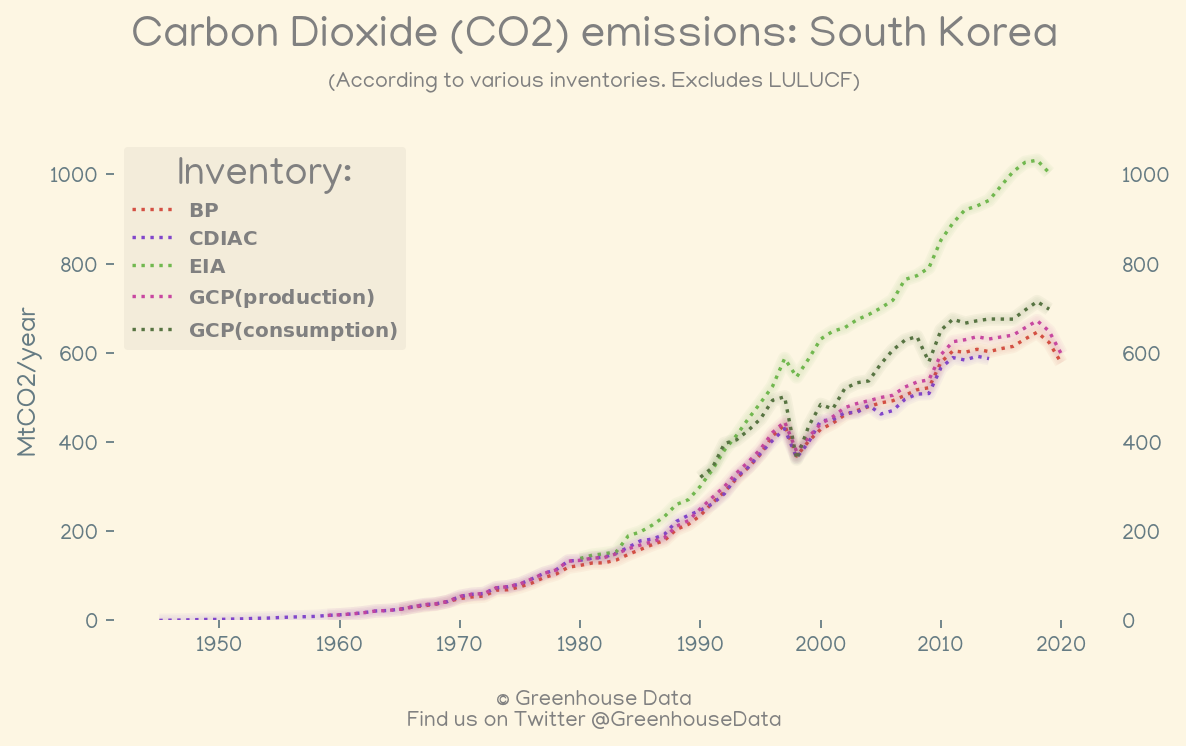 Carbon Dioxide (CO2) emissions: South Korea
(According to various inventories. Excludes LULUCF)
Inventory:
BP
CDIAC
EIA
GCP(production)
GCP(consumption)
MtCO2/year
1000
800
600
400
200
0
1000
800
600
400
200
0
1950 1960 1970 1980 1990 2000 2010 2020
© Greenhouse Data
Find us on Twitter @GreenhouseData